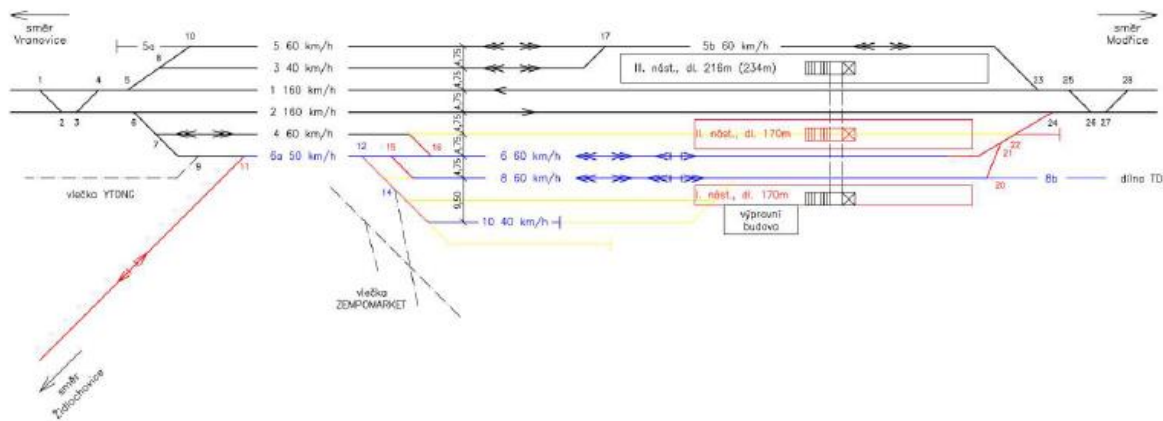 směr
Vranovice
směr
Modřice
10
5a
5 60 km/h
17
5b 60 km/h
8
3 40 km/h
III. nást., dl. 216m (234m)
1
4
5
1 160 km/h
23
25
28
2
3
6
2 160 km/h
24
26
27
7
4 60 km/h
II. nást., dl. 170m
22
9
6a 50 km/h
12
15
16
6 60 km/h
21
vlečka YTONG
11
8 60 km/h
20
8b
dílna TD
14
I. nást., dl. 170m
10 40 km/h
výpravní
budova
4,75
4,75
4,75
4,75
4,75
4,75
9,50
vlečka
ZEMPOMARKET
směr
Židlochovice